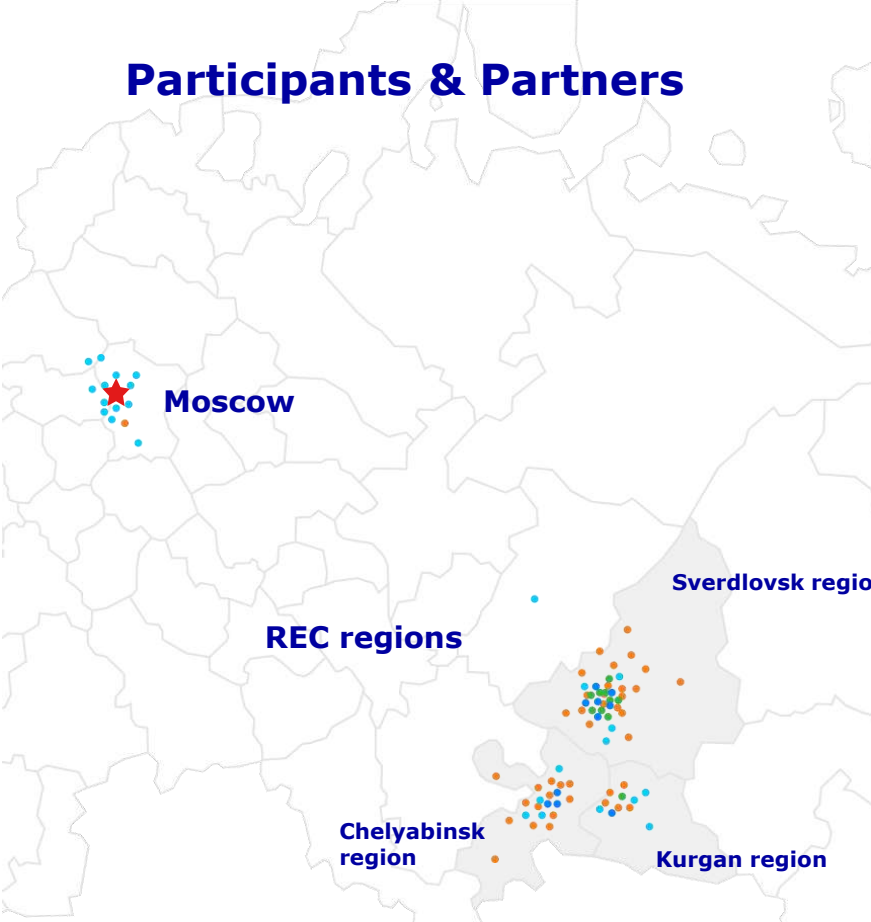 Participants & Partners
Moscow
Sverdlovsk regio
REC regions
Chelyabinsk
region
Kurgan region